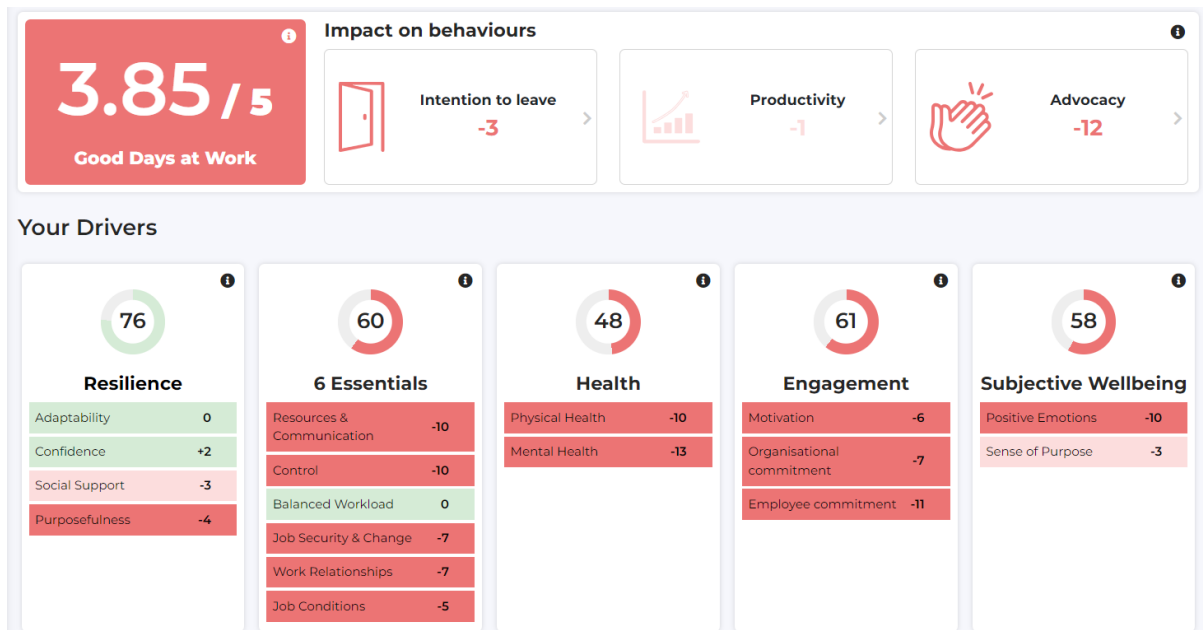 3.85 / 5
Good Days at Work
Impact on behaviours
Intention to leave
-3
Productivity
-1
Advocacy
-12
Your Drivers
76
Resilience
Adaptability 0
Confidence +2
Social Support -3
Purposefulness -4
60
6 Essentials
Resources &
Communication -10
Control -10
Balanced Workload 0
Job Security & Change -7
Work Relationships -7
Job Conditions -5
48
Health
Physical Health -10
Mental Health -13
61
Engagement
Motivation -6
Organisational
commitment -7
Employee commitment -11
58
Subjective Wellbeing
Positive Emotions -10
Sense of Purpose -3